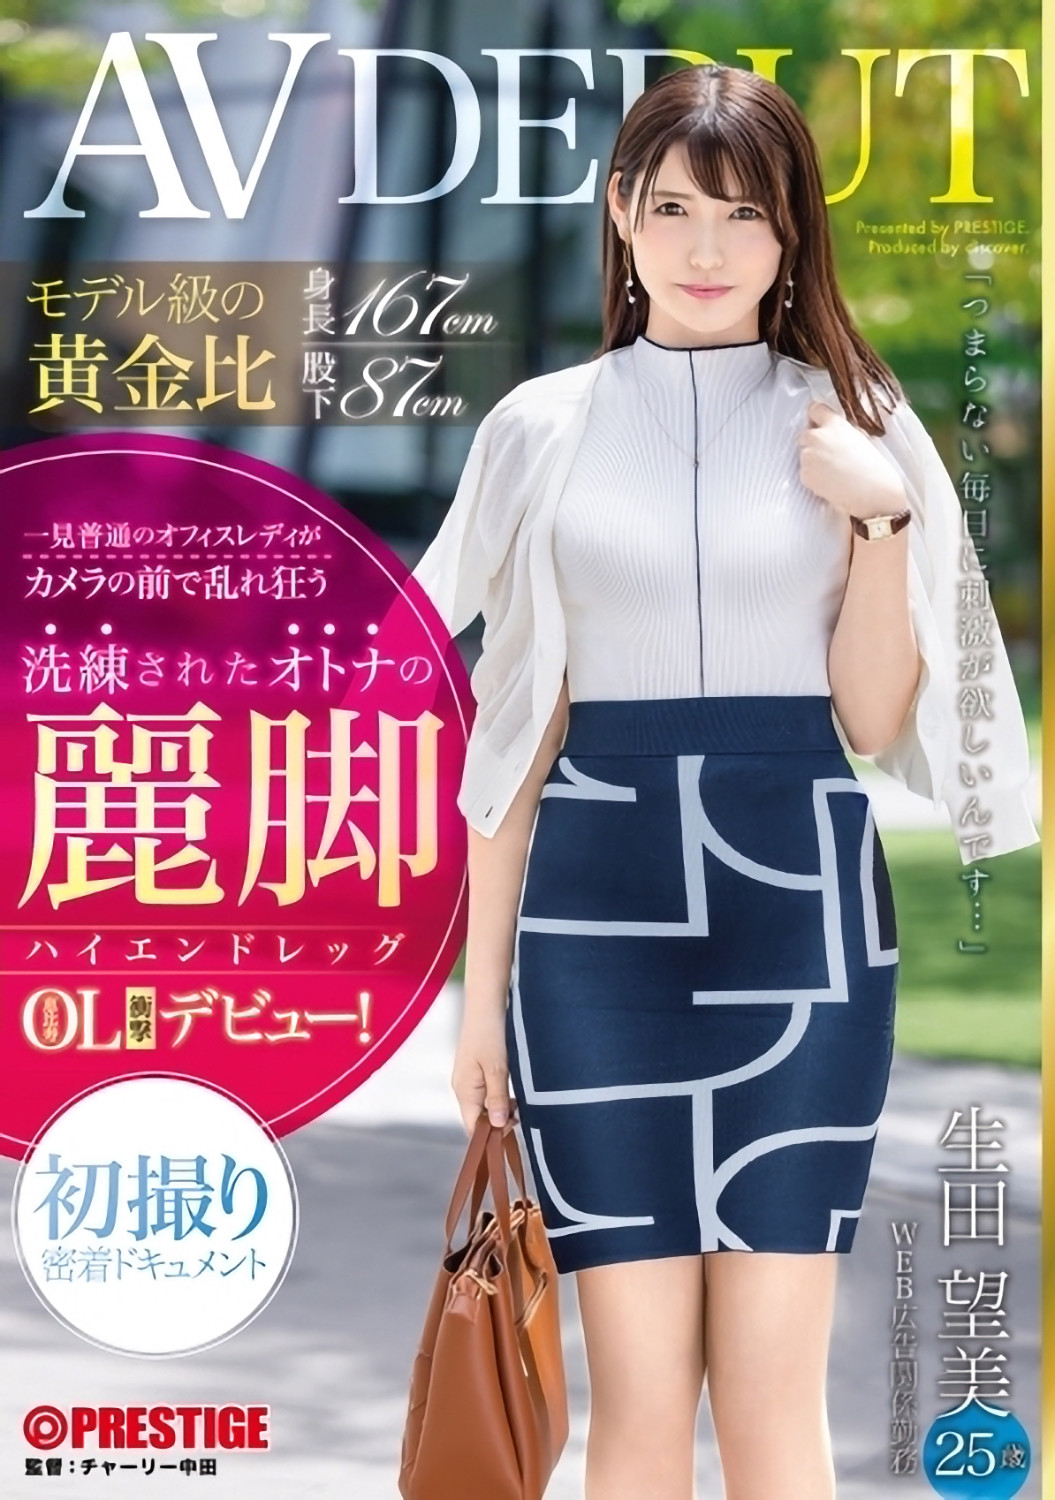 AV DEBUT
Presented by PRESTIGE.
Produced by discover.
モデル級の
黄金比
身長167cm
股下87cm
「つまらない毎日に刺激が欲しいんです…」
一見普通のオフィスレディが
カメラの前で乱れ狂う
洗練されたオトナの
麗脚
ハイエンドレッグ
OL衝撃デビュー!
初撮り
密着ドキュメント
生田 望美
25歳
WEB広告関係勤務
PRESTIGE
監督:チャーリー中田